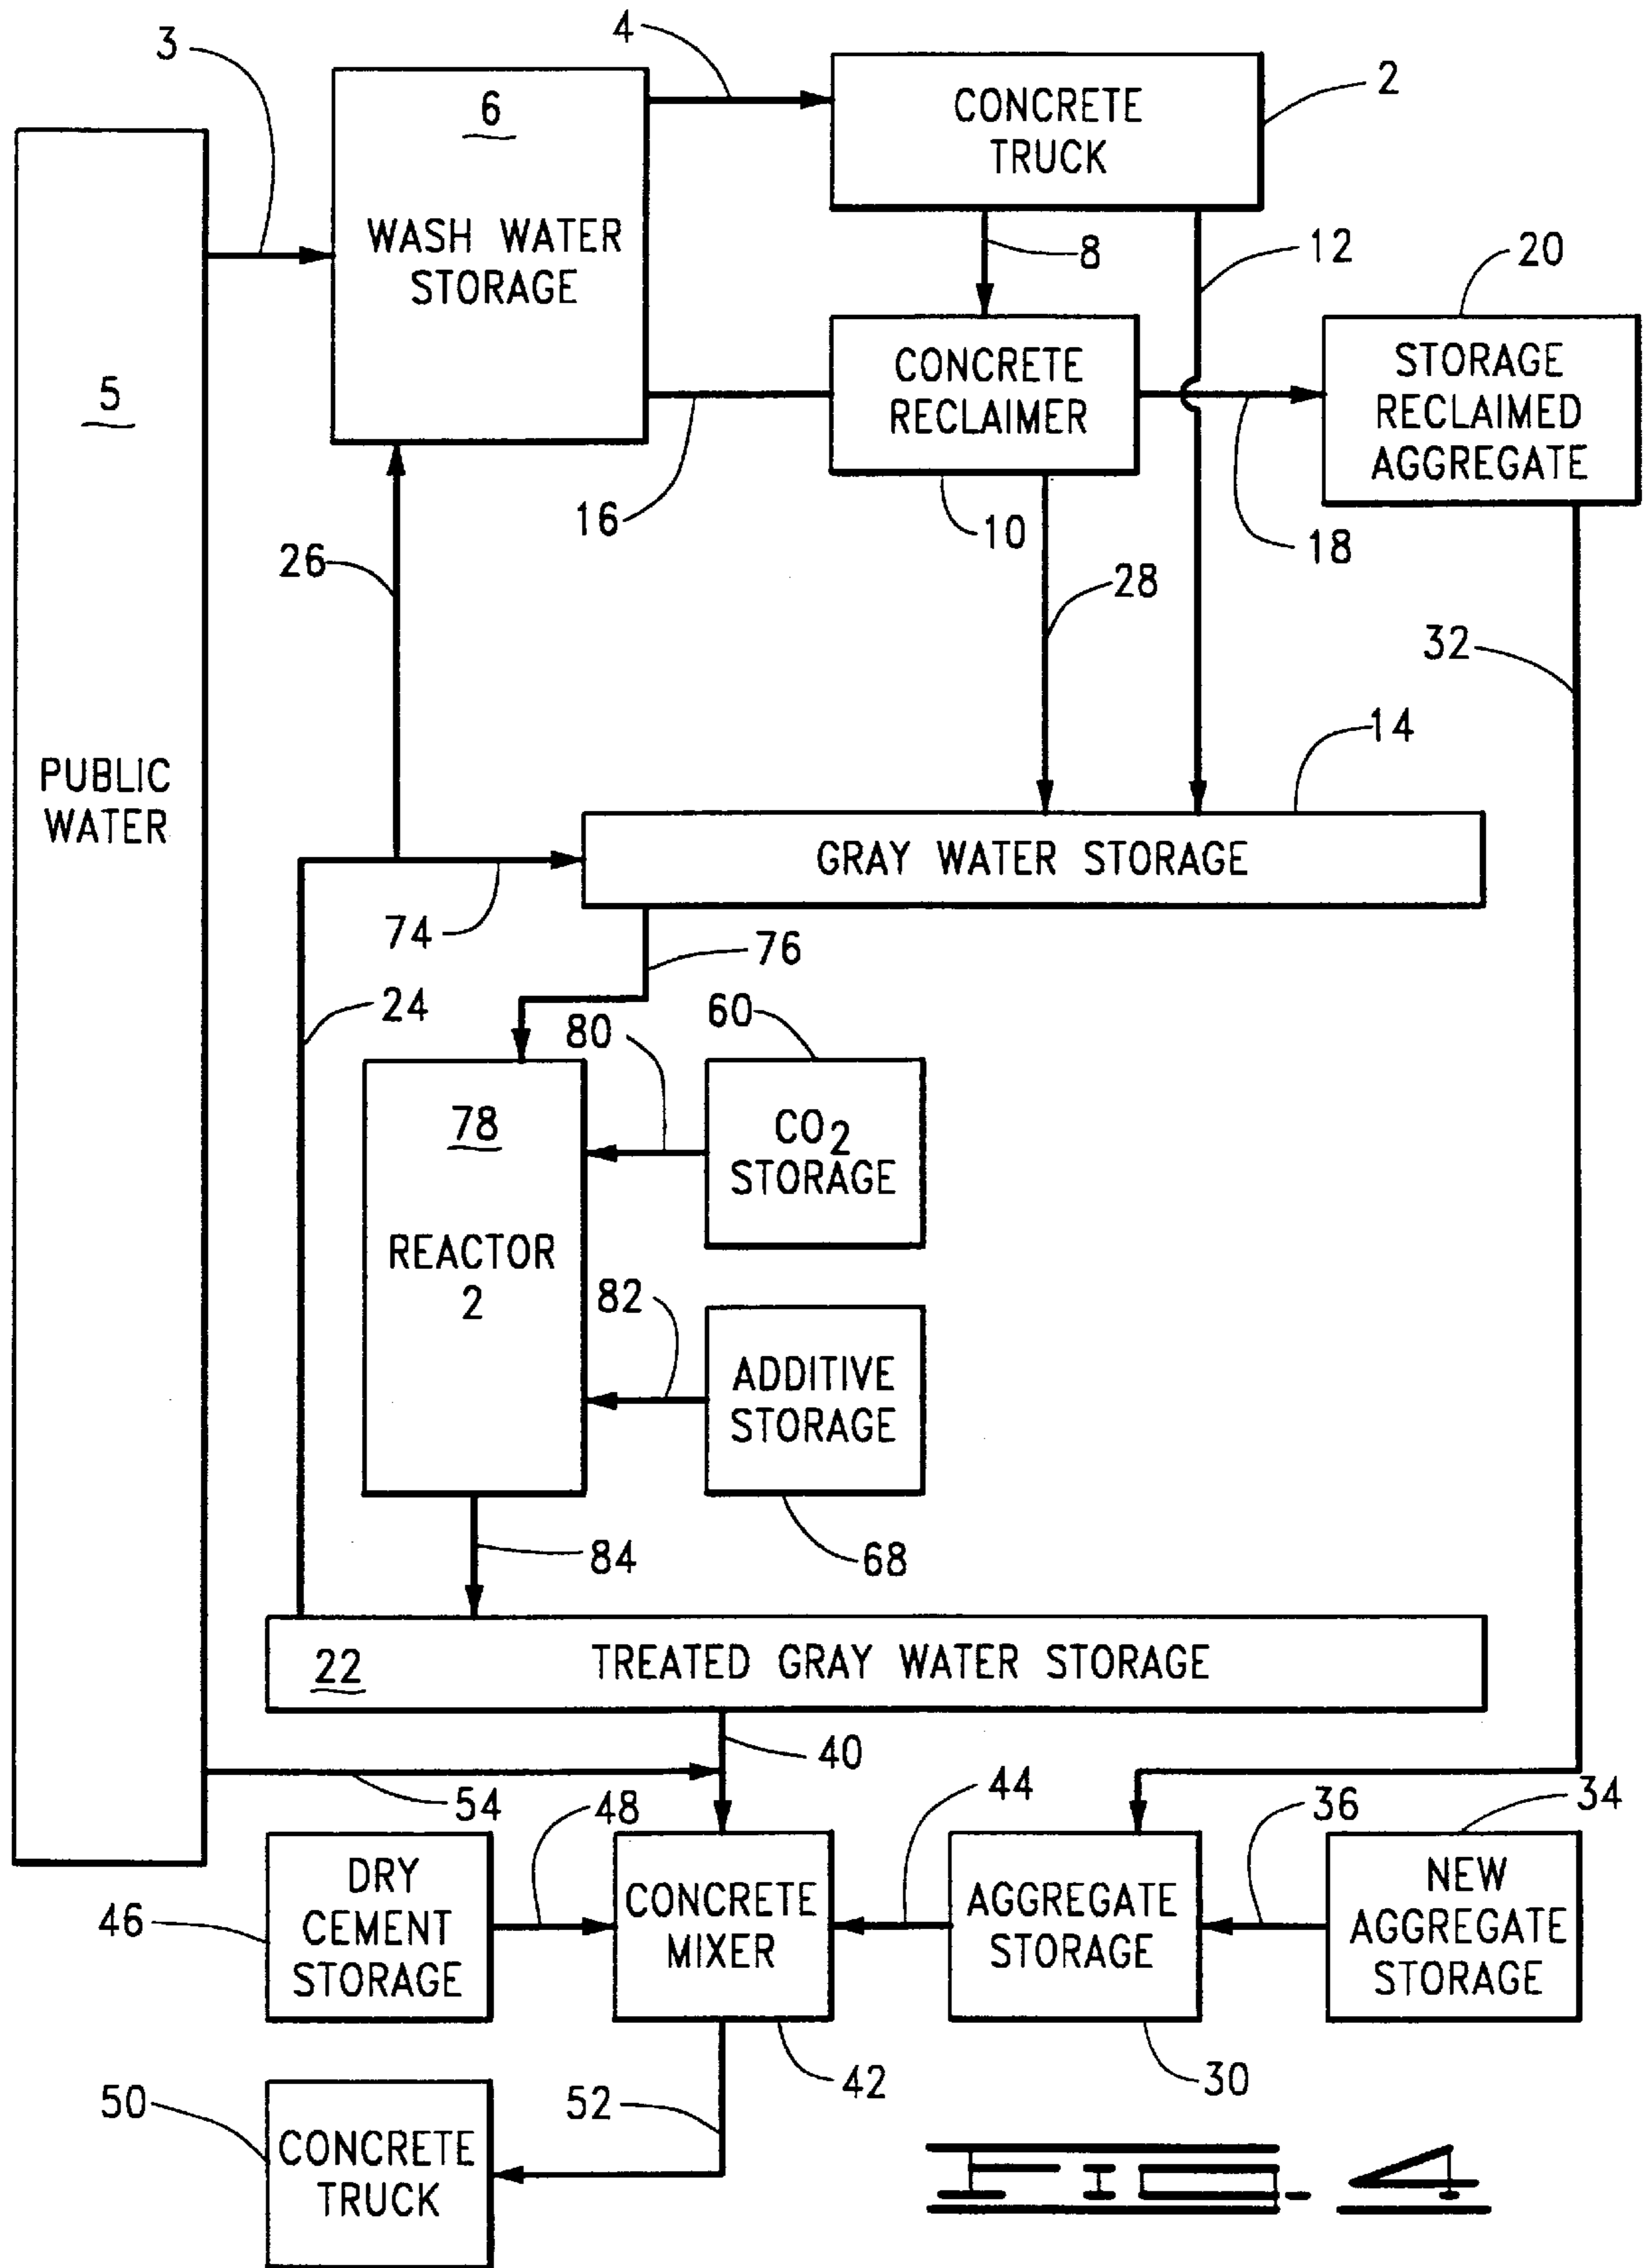 3
4
2
6
CONCRETE
TRUCK
WASH WATER
STORAGE
8
12
20
5
CONCRETE
RECLAIMER
STORAGE
RECLAIMED
AGGREGATE
16
10
18
26
28
32
14
PUBLIC
WATER
GRAY WATER STORAGE
74
76
24
80
60
78
CO2
STORAGE
REACTOR
2
82
ADDITIVE
STORAGE
84
68
22
TREATED GRAY WATER STORAGE
40
54
48
44
36
34
46
DRY
CEMENT
STORAGE
CONCRETE
MIXER
AGGREGATE
STORAGE
NEW
AGGREGATE
STORAGE
50
52
42
30
CONCRETE
TRUCK
FIG. 4